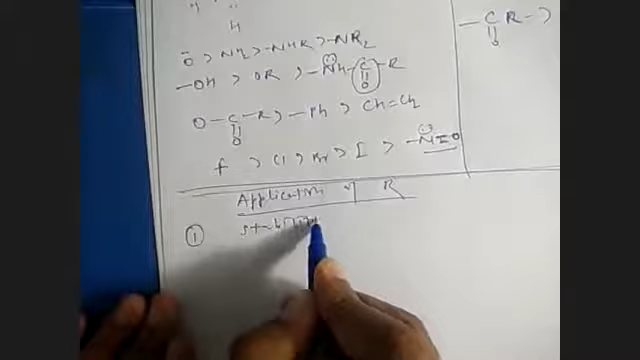 H
H
O > NH2 > -NHR > -NR2
-OH > OR > -NH-C-R
O
O-C-R > -Ph > CH=CH2
O
F > Cl > Br > I > -N=O
Application of R
①
-C R->
O